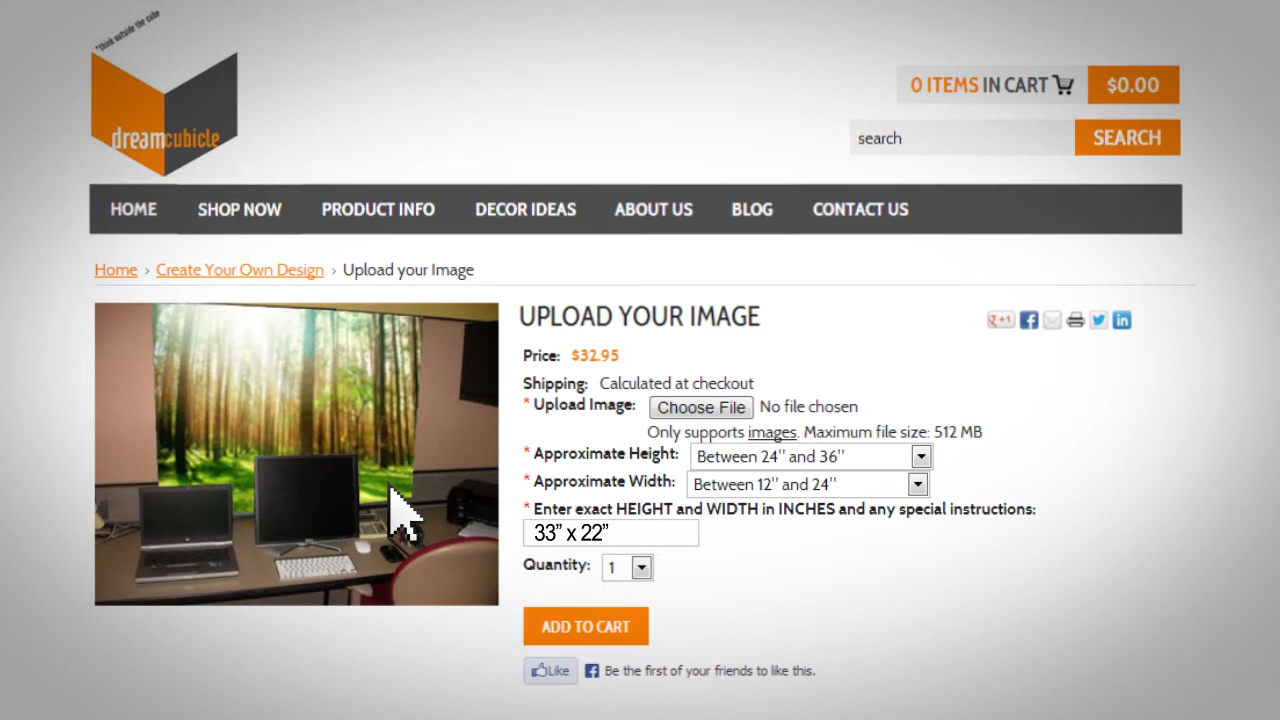 "Think outside the cube
dreamcubicle
0 ITEMS IN CART $0.00
search SEARCH
HOME SHOP NOW PRODUCT INFO DECOR IDEAS ABOUT US BLOG CONTACT US
Home › Create Your Own Design › Upload your Image
UPLOAD YOUR IMAGE
g +1 f in
Price: $32.95
Shipping: Calculated at checkout
* Upload Image: Choose File No file chosen
Only supports images. Maximum file size: 512 MB
* Approximate Height: Between 24" and 36"
* Approximate Width: Between 12" and 24"
* Enter exact HEIGHT and WIDTH in INCHES and any special instructions:
33” x 22”
Quantity: 1
ADD TO CART
Like f Be the first of your friends to like this.